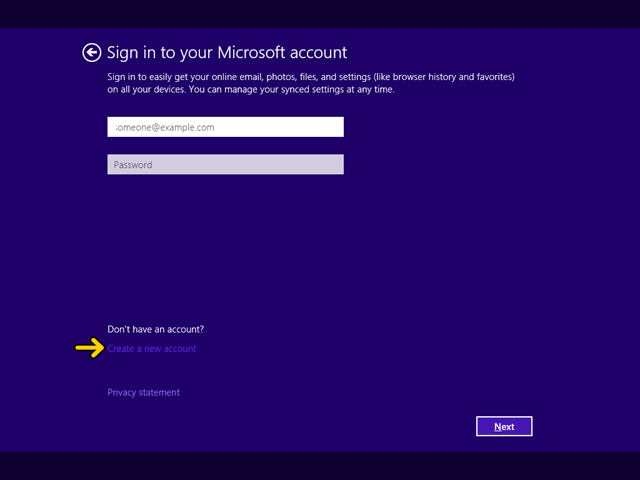 Sign in to your Microsoft account
Sign in to easily get your online email, photos, files, and settings (like browser history and favorites)
on all your devices. You can manage your synced settings at any time.
someone@example.com
Password
Don't have an account?
Create a new account
Privacy statement
Next